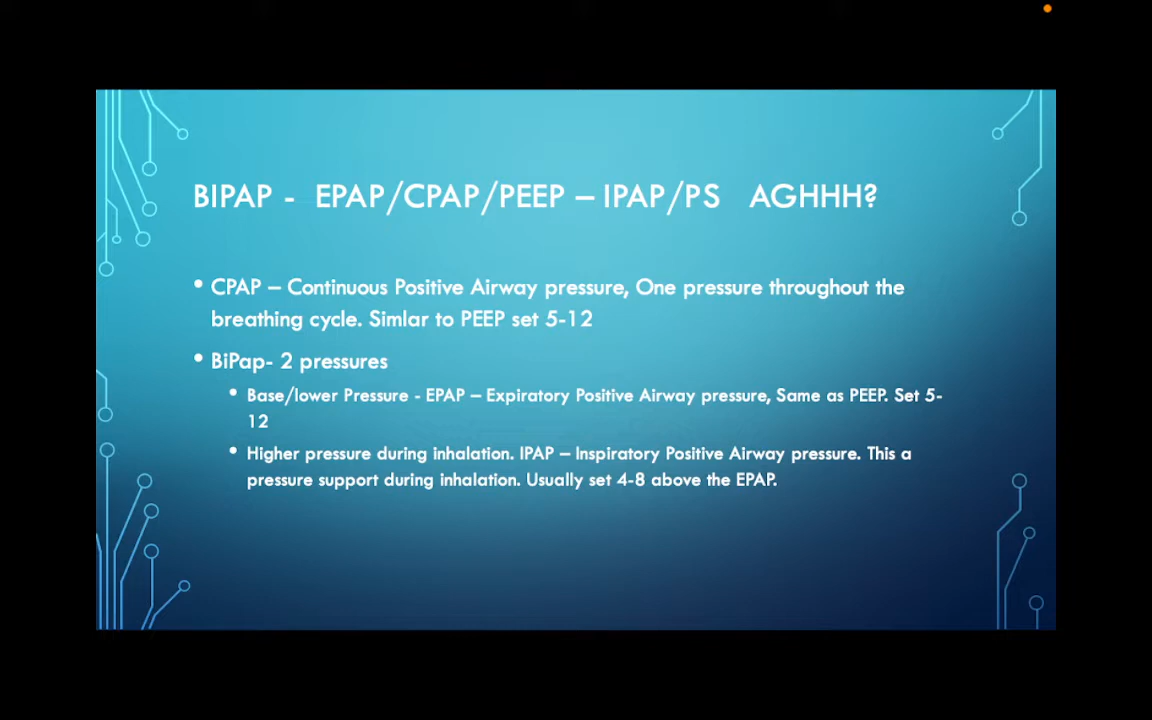 BIPAP - EPAP/CPAP/PEEP – IPAP/PS AGHHH?
• CPAP – Continuous Positive Airway pressure, One pressure throughout the
breathing cycle. Simlar to PEEP set 5-12
• BiPap- 2 pressures
• Base/lower Pressure - EPAP – Expiratory Positive Airway pressure, Same as PEEP. Set 5-
12
• Higher pressure during inhalation. IPAP – Inspiratory Positive Airway pressure. This a
pressure support during inhalation. Usually set 4-8 above the EPAP.